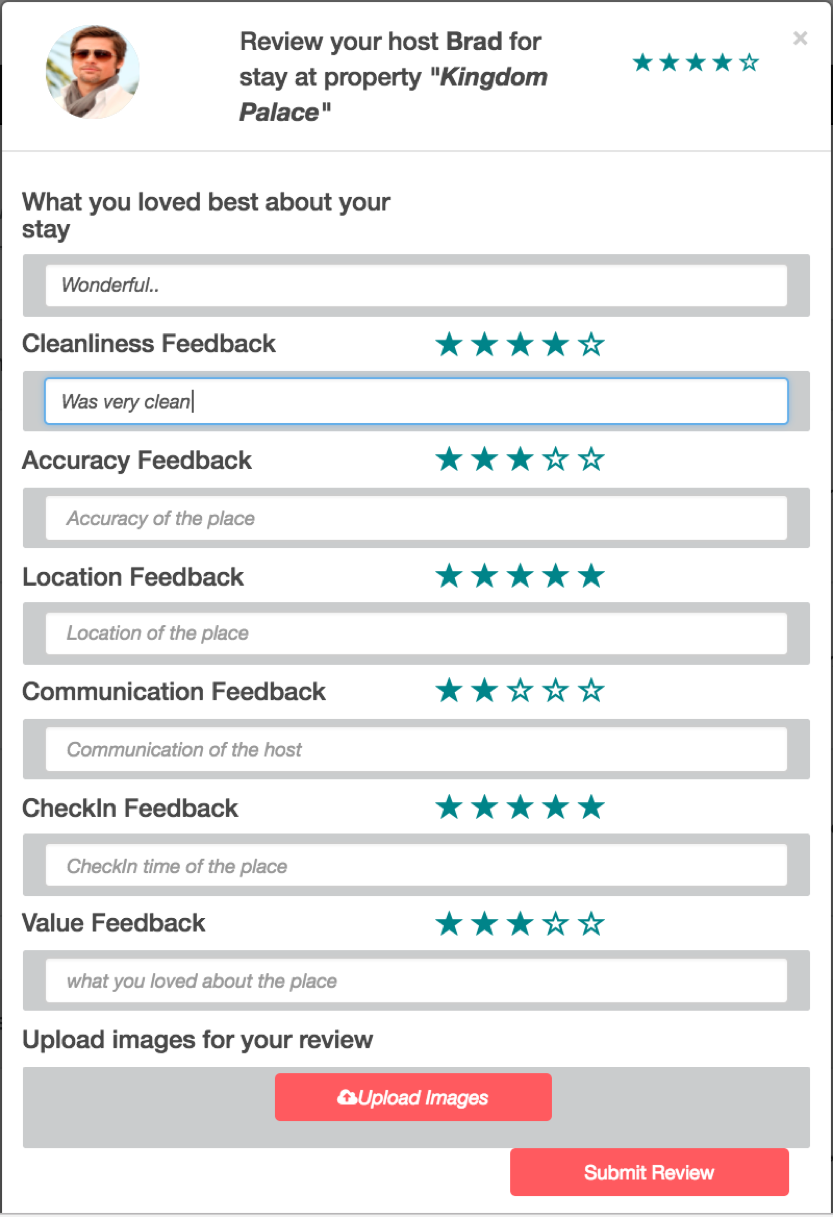 Review your host Brad for
stay at property "Kingdom
Palace"
×
What you loved best about your
stay
Wonderful..
Cleanliness Feedback
Was very clean
Accuracy Feedback
Accuracy of the place
Location Feedback
Location of the place
Communication Feedback
Communication of the host
CheckIn Feedback
CheckIn time of the place
Value Feedback
what you loved about the place
Upload images for your review
Upload Images
Submit Review